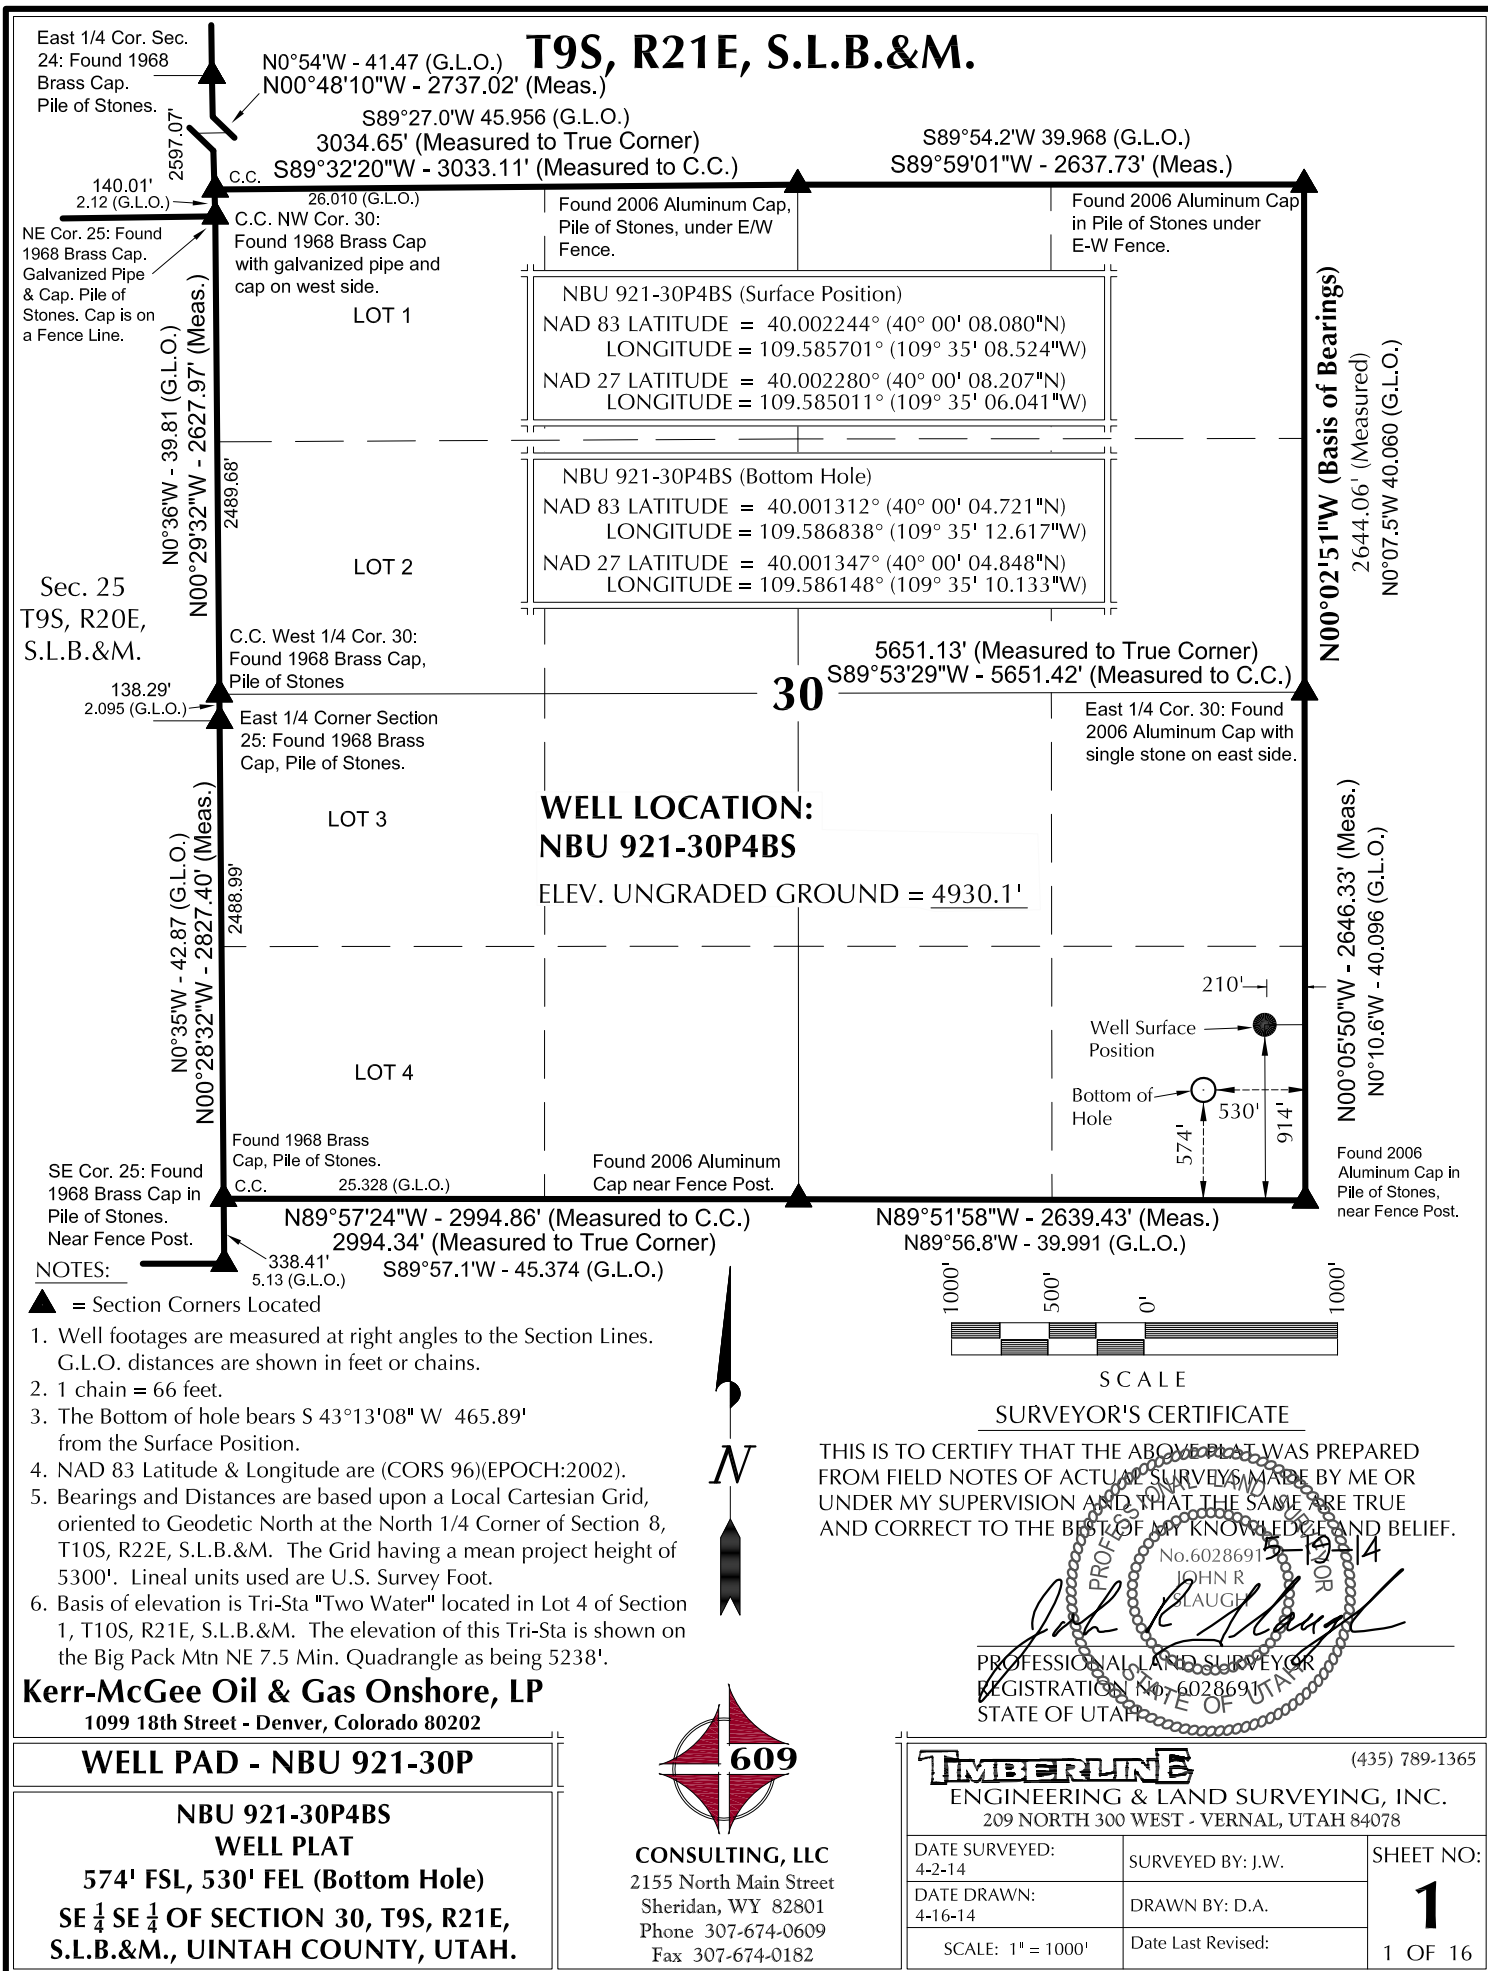 T9S, R21E, S.L.B.&M.
East 1/4 Cor. Sec.
24: Found 1968
Brass Cap.
Pile of Stones.
N0°54'W - 41.47 (G.L.O.)
N00°48'10"W - 2737.02' (Meas.)
2597.07'
S89°27.0'W 45.956 (G.L.O.)
3034.65' (Measured to True Corner)
S89°32'20"W - 3033.11' (Measured to C.C.)
S89°54.2'W 39.968 (G.L.O.)
S89°59'01"W - 2637.73' (Meas.)
140.01'
2.12 (G.L.O.)
C.C.
26.010 (G.L.O.)
NE Cor. 25: Found
1968 Brass Cap.
Galvanized Pipe
& Cap. Pile of
Stones. Cap is on
a Fence Line.
C.C. NW Cor. 30:
Found 1968 Brass Cap
with galvanized pipe and
cap on west side.
Found 2006 Aluminum Cap,
Pile of Stones, under E/W
Fence.
Found 2006 Aluminum Cap
in Pile of Stones under
E-W Fence.
LOT 1
NBU 921-30P4BS (Surface Position)
NAD 83 LATITUDE = 40.002244° (40° 00' 08.080"N)
LONGITUDE = 109.585701° (109° 35' 08.524"W)
NAD 27 LATITUDE = 40.002280° (40° 00' 08.207"N)
LONGITUDE = 109.585011° (109° 35' 06.041"W)
N0°36'W - 39.81 (G.L.O.)
N00°29'32"W - 2627.97' (Meas.)
2489.68'
N00°02'51"W (Basis of Bearings)
2644.06' (Measured)
N0°07.5'W 40.060 (G.L.O.)
NBU 921-30P4BS (Bottom Hole)
NAD 83 LATITUDE = 40.001312° (40° 00' 04.721"N)
LONGITUDE = 109.586838° (109° 35' 12.617"W)
NAD 27 LATITUDE = 40.001347° (40° 00' 04.848"N)
LONGITUDE = 109.586148° (109° 35' 10.133"W)
LOT 2
Sec. 25
T9S, R20E,
S.L.B.&M.
C.C. West 1/4 Cor. 30:
Found 1968 Brass Cap,
Pile of Stones
5651.13' (Measured to True Corner)
S89°53'29"W - 5651.42' (Measured to C.C.)
30
138.29'
2.095 (G.L.O.)
East 1/4 Corner Section
25: Found 1968 Brass
Cap, Pile of Stones.
East 1/4 Cor. 30: Found
2006 Aluminum Cap with
single stone on east side.
LOT 3
WELL LOCATION:
NBU 921-30P4BS
ELEV. UNGRADED GROUND = 4930.1'
N0°35'W - 42.87 (G.L.O.)
N00°28'32"W - 2827.40' (Meas.)
2488.99'
N00°05'50"W - 2646.33' (Meas.)
N0°10.6'W - 40.096 (G.L.O.)
210'
Well Surface
Position
Bottom of
Hole
530'
574'
914'
LOT 4
Found 1968 Brass
Cap, Pile of Stones.
C.C.
25.328 (G.L.O.)
Found 2006 Aluminum
Cap near Fence Post.
Found 2006
Aluminum Cap in
Pile of Stones,
near Fence Post.
SE Cor. 25: Found
1968 Brass Cap in
Pile of Stones.
Near Fence Post.
N89°57'24"W - 2994.86' (Measured to C.C.)
2994.34' (Measured to True Corner)
S89°57.1'W - 45.374 (G.L.O.)
N89°51'58"W - 2639.43' (Meas.)
N89°56.8'W - 39.991 (G.L.O.)
338.41'
5.13 (G.L.O.)
NOTES:
= Section Corners Located
1. Well footages are measured at right angles to the Section Lines.
G.L.O. distances are shown in feet or chains.
2. 1 chain = 66 feet.
3. The Bottom of hole bears S 43°13'08" W 465.89'
from the Surface Position.
4. NAD 83 Latitude & Longitude are (CORS 96)(EPOCH:2002).
5. Bearings and Distances are based upon a Local Cartesian Grid,
oriented to Geodetic North at the North 1/4 Corner of Section 8,
T10S, R22E, S.L.B.&M. The Grid having a mean project height of
5300'. Lineal units used are U.S. Survey Foot.
6. Basis of elevation is Tri-Sta "Two Water" located in Lot 4 of Section
1, T10S, R21E, S.L.B.&M. The elevation of this Tri-Sta is shown on
the Big Pack Mtn NE 7.5 Min. Quadrangle as being 5238'.
N
1000'
500'
0'
1000'
SCALE
SURVEYOR'S CERTIFICATE
THIS IS TO CERTIFY THAT THE ABOVE PLAT WAS PREPARED
FROM FIELD NOTES OF ACTUAL SURVEYS MADE BY ME OR
UNDER MY SUPERVISION AND THAT THE SAME ARE TRUE
AND CORRECT TO THE BEST OF MY KNOWLEDGE AND BELIEF.
PROFESSIONAL LAND SURVEYOR
No.6028691
JOHN R
SLAUGH
STATE OF UTAH
5-19-14
John R Slaugh
PROFESSIONAL LAND SURVEYOR
REGISTRATION No. 6028691
STATE OF UTAH
Kerr-McGee Oil & Gas Onshore, LP
1099 18th Street - Denver, Colorado 80202
WELL PAD - NBU 921-30P
NBU 921-30P4BS
WELL PLAT
574' FSL, 530' FEL (Bottom Hole)
SE 1/4 SE 1/4 OF SECTION 30, T9S, R21E,
S.L.B.&M., UINTAH COUNTY, UTAH.
609
CONSULTING, LLC
2155 North Main Street
Sheridan, WY 82801
Phone 307-674-0609
Fax 307-674-0182
TIMBERLINE
(435) 789-1365
ENGINEERING & LAND SURVEYING, INC.
209 NORTH 300 WEST - VERNAL, UTAH 84078
DATE SURVEYED:
4-2-14
SURVEYED BY: J.W.
SHEET NO:
1
1 OF 16
DATE DRAWN:
4-16-14
DRAWN BY: D.A.
SCALE: 1" = 1000'
Date Last Revised: